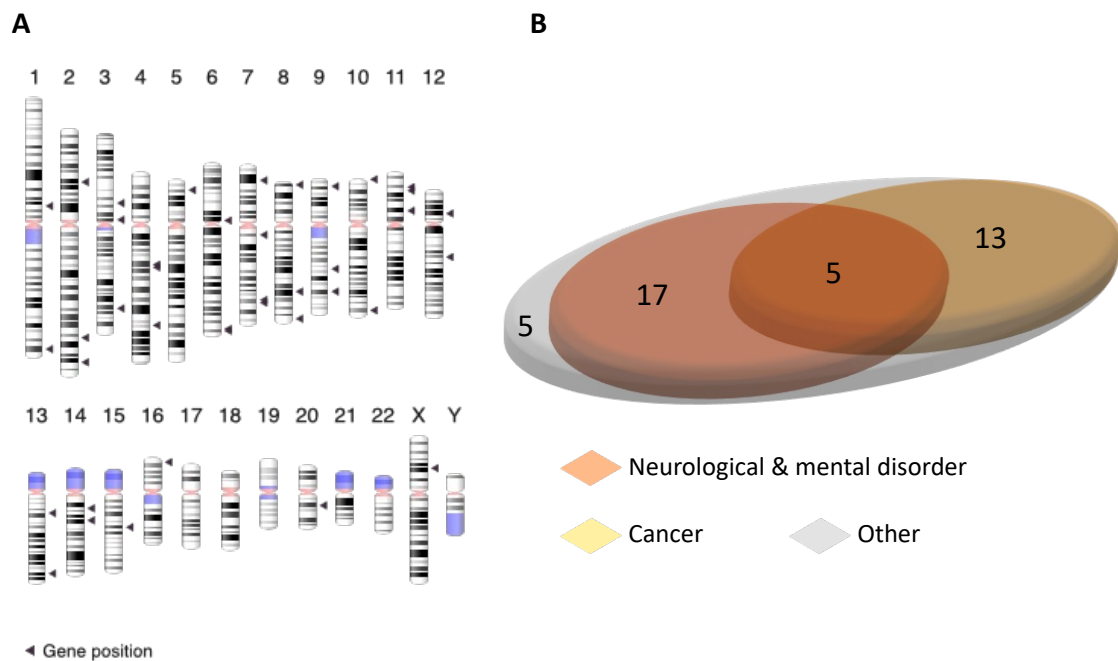 A
B
1 2 3 4 5 6 7 8 9 10 11 12
13
5
17
5
13 14 15 16 17 18 19 20 21 22 X Y
Neurological & mental disorder
Cancer Other
Gene position